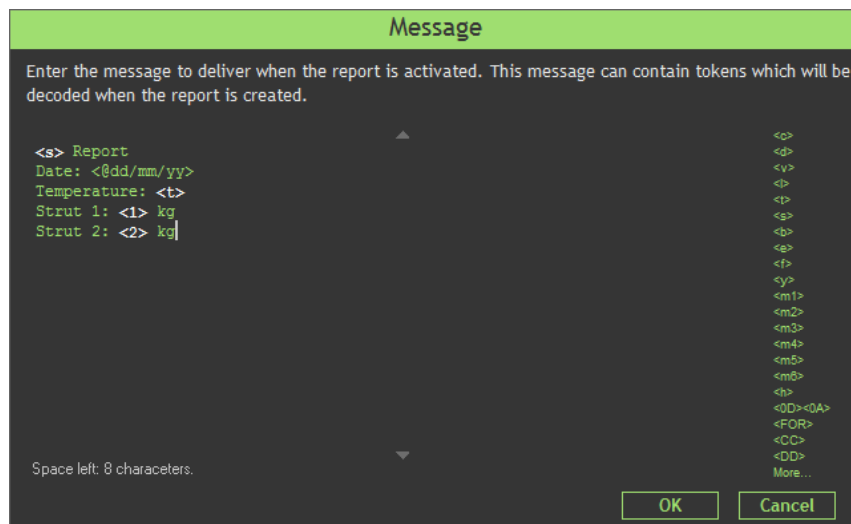 Message
Enter the message to deliver when the report is activated. This message can contain tokens which will be
decoded when the report is created.
<s> Report
Date: <@dd/mm/yy>
Temperature: <t>
Strut 1: <1> kg
Strut 2: <2> kg
<c>
<d>
<v>
<l>
<t>
<s>
<b>
<e>
<f>
<y>
<m1>
<m2>
<m3>
<m4>
<m5>
<m6>
<h>
<0D><0A>
<FOR>
<CC>
<DD>
More...
Space left: 8 characeters.
OK
Cancel